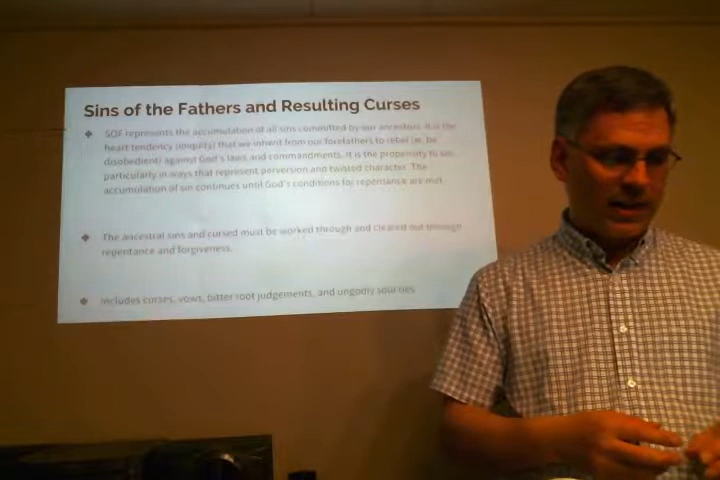 Sins of the Fathers and Resulting Curses
❖ SOF represents the accumulation of all sins committed by our ancestors. It is the
heart tendency (iniquity) that we inherit from our forefathers to rebel (ie. be
disobedient) against God's laws and commandments. It is the propensity to sin,
particularly in ways that represent perversion and twisted character. The
accumulation of sin continues until God's conditions for repentance are met.
❖ The ancestral sins and cursed must be worked through and cleared out through
repentance and forgiveness.
❖ Includes curses, vows, bitter root judgements, and ungodly soul ties